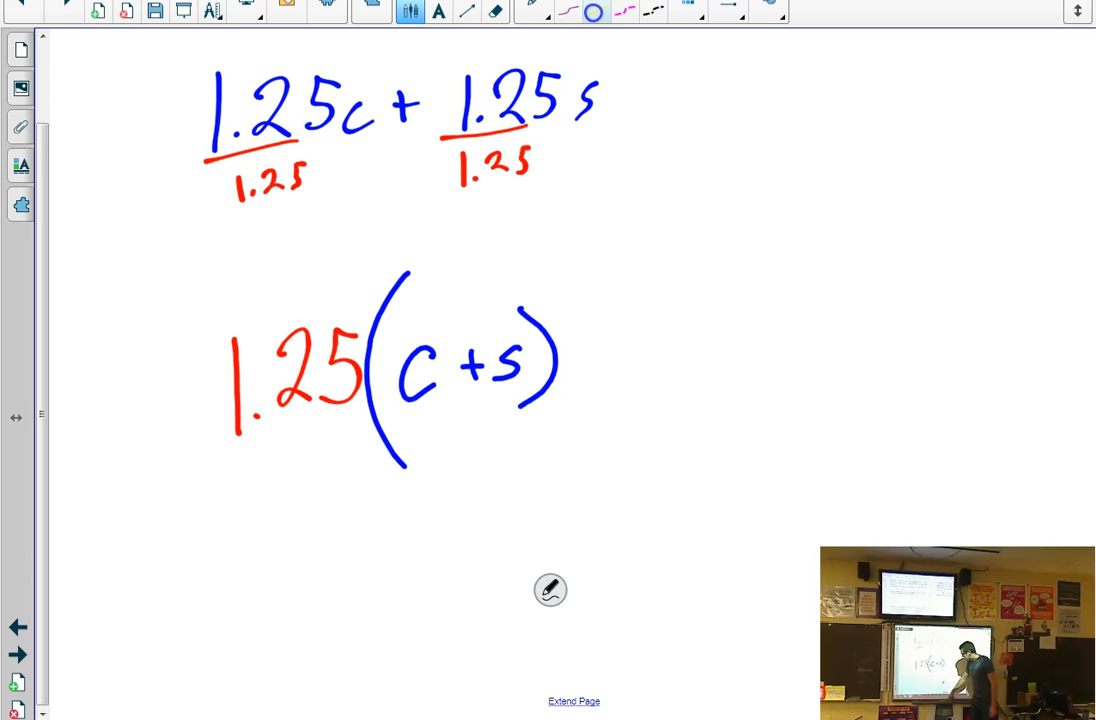 1.25c + 1.25s
1.25 1.25
1.25(c + s)
Extend Page